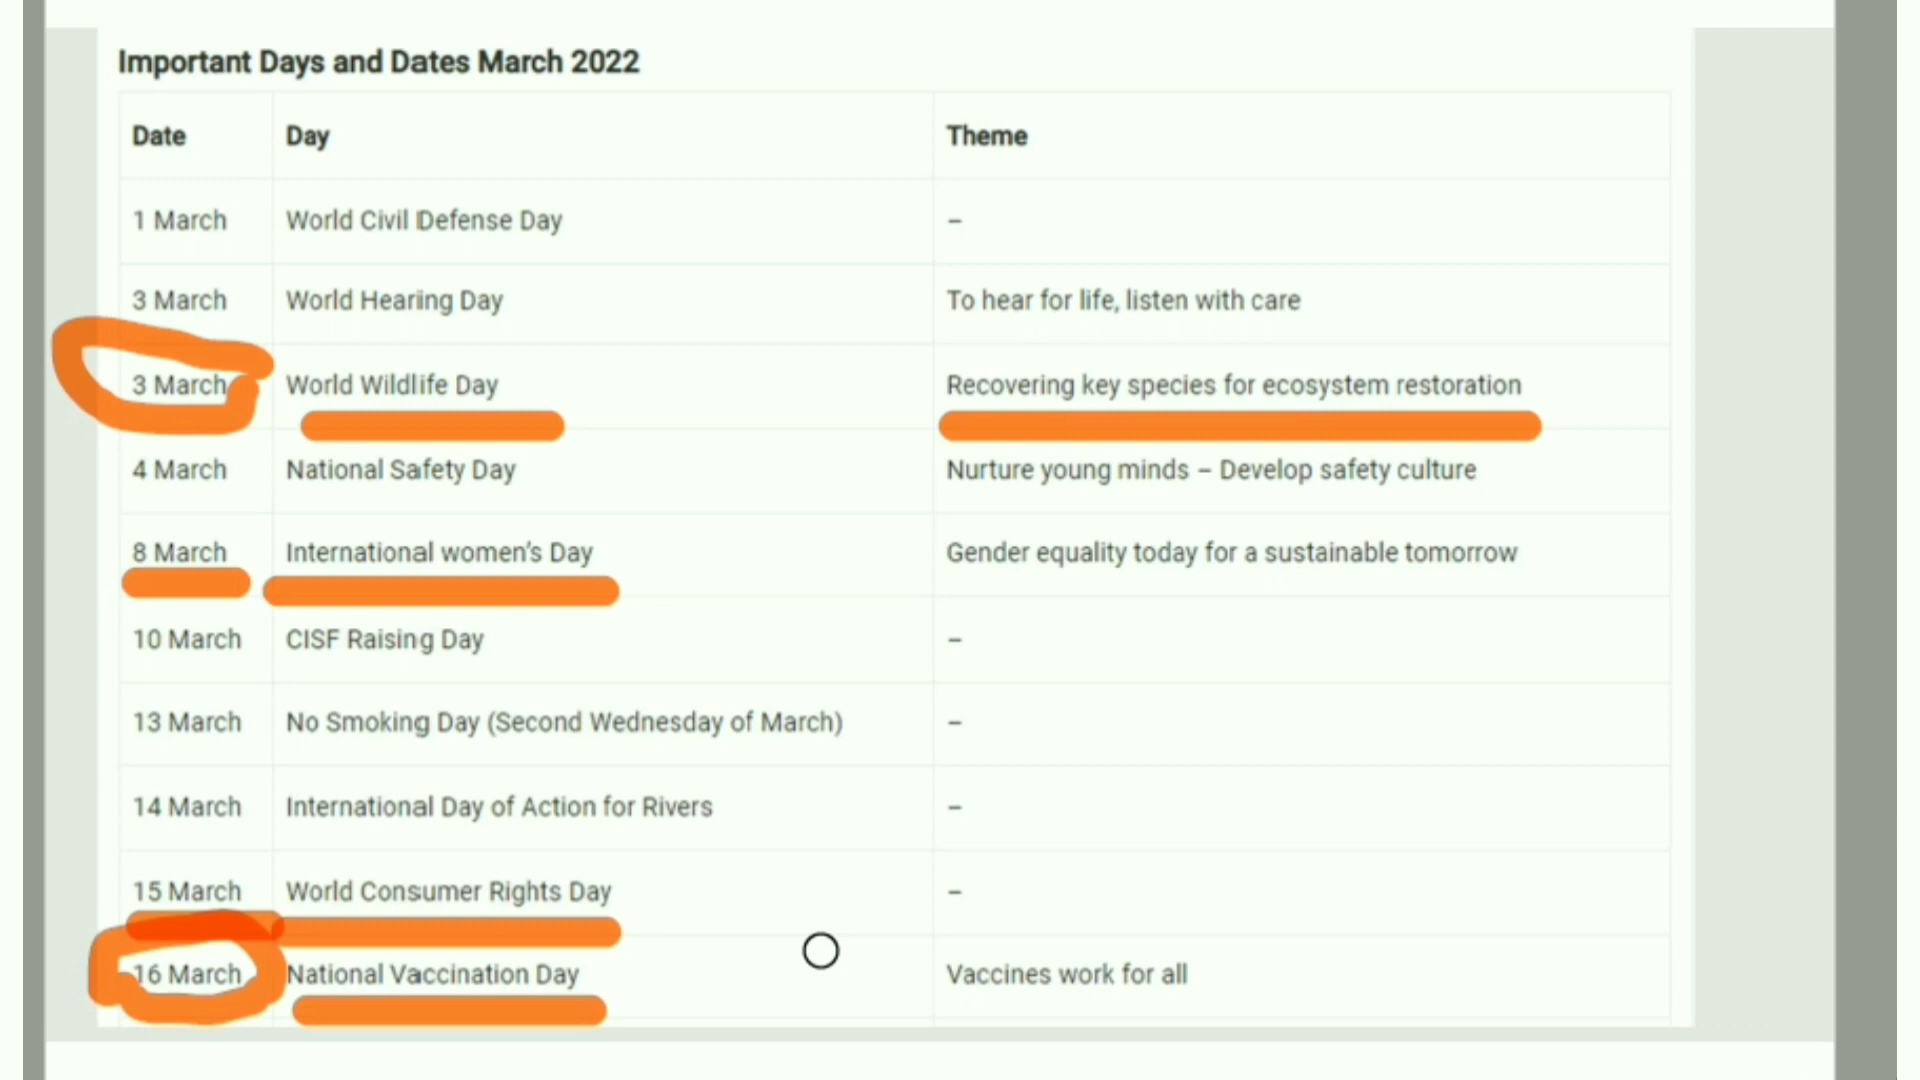 Important Days and Dates March 2022
Date Day Theme
1 March World Civil Defense Day –
3 March World Hearing Day To hear for life, listen with care
3 March World Wildlife Day Recovering key species for ecosystem restoration
4 March National Safety Day Nurture young minds – Develop safety culture
8 March International women's Day Gender equality today for a sustainable tomorrow
10 March CISF Raising Day –
13 March No Smoking Day (Second Wednesday of March) –
14 March International Day of Action for Rivers –
15 March World Consumer Rights Day –
16 March National Vaccination Day Vaccines work for all